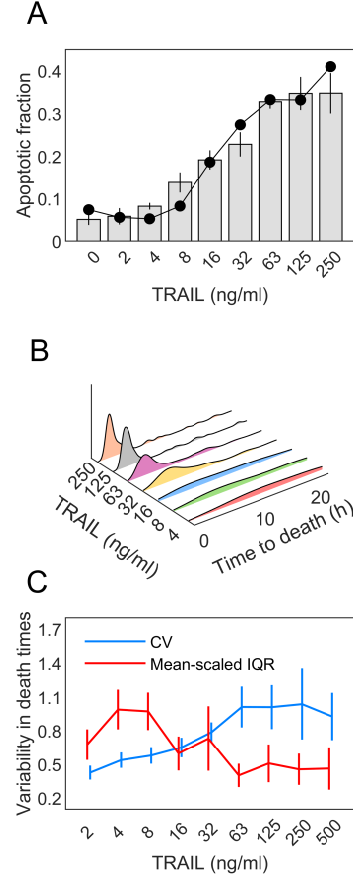 A
Apoptotic fraction
0.4
0.3
0.2
0.1
0
0 2 4 8 16 32 63 125 250
TRAIL (ng/ml)
B
250 125 63 32 16 8 4
TRAIL (ng/ml)
0 10 20
Time to death (h)
C
Variability in death times
1.7
1.4
1.1
0.8
0.5
0.2
CV
Mean-scaled IQR
2 4 8 16 32 63 125 250 500
TRAIL (ng/ml)